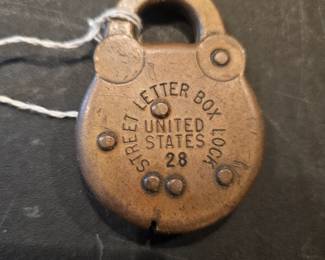 STREET LETTER BOX LOCK
UNITED
STATES
28